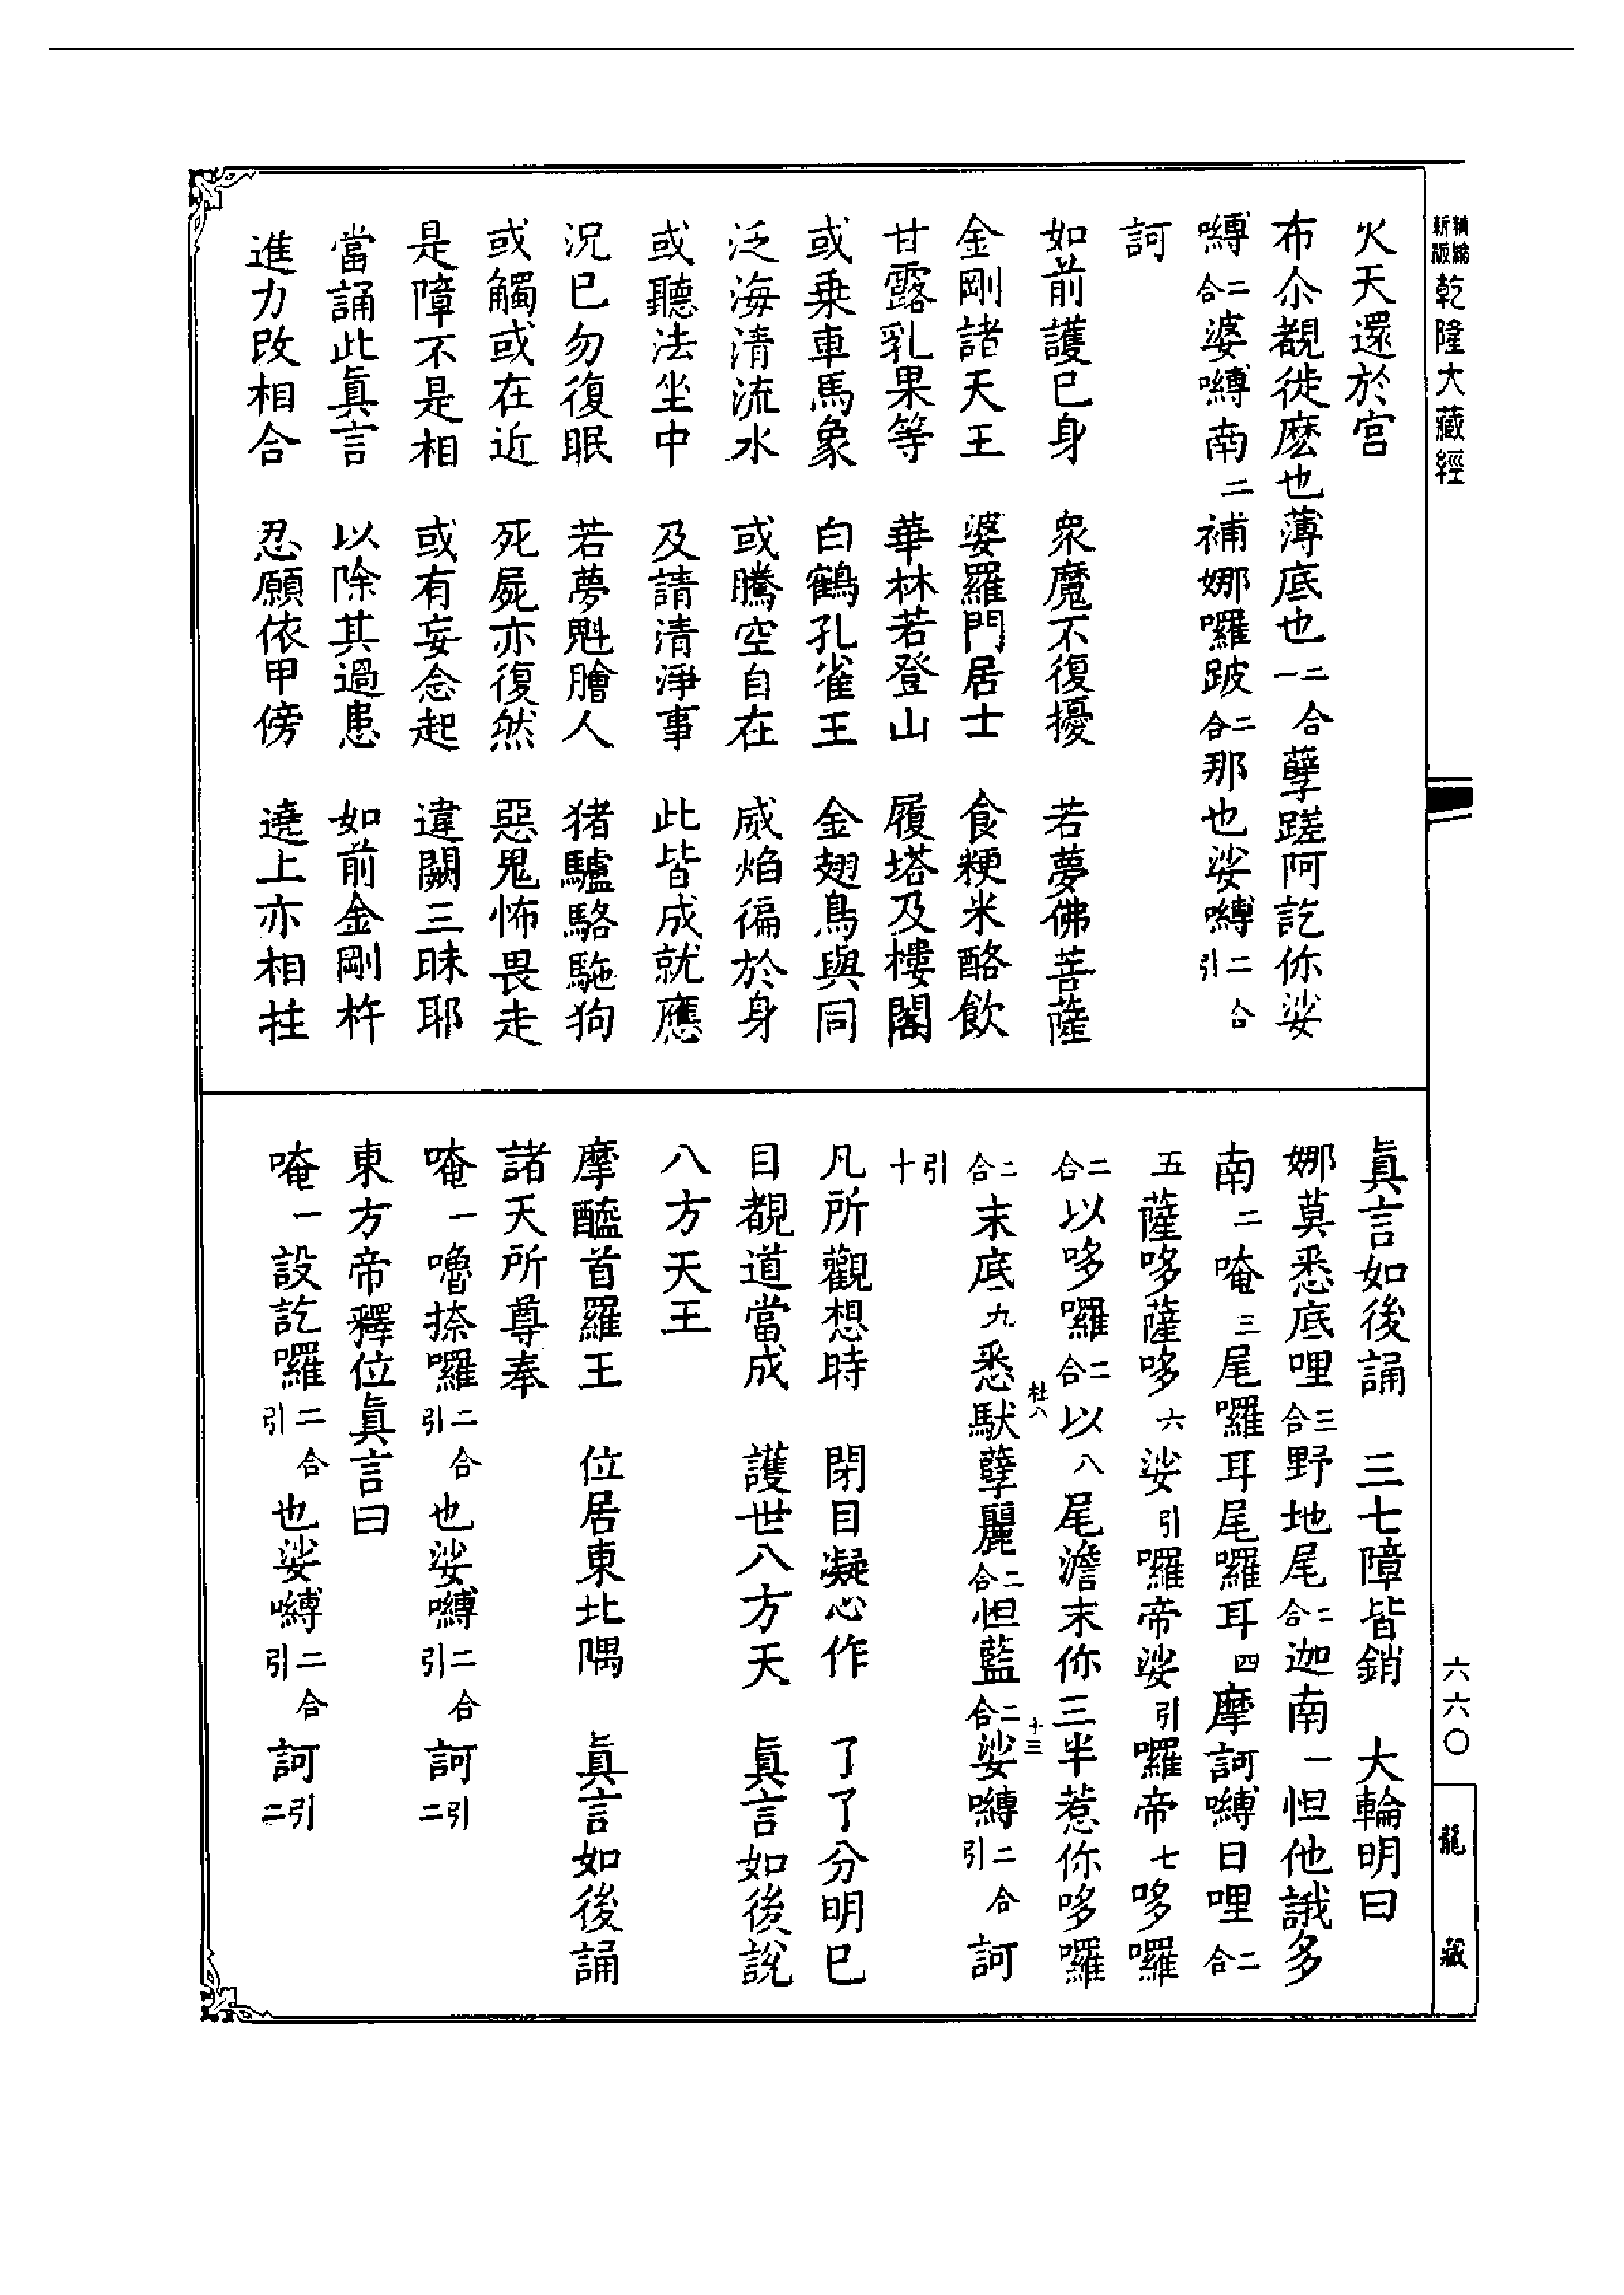 新版
精縮
乾隆大藏經
六六〇
龍藏
火天還於宫
布尒覩徙麽也薄底也二合一孽蹉阿訖你娑
嚩二合婆嚩南二補娜囉跛二合那也娑嚩二合引
訶
如前護已身　衆魔不復擾　若夢佛菩薩
金剛諸天王　婆羅門居士　食粳米酪飲
甘露乳果等　華林若登山　履塔及樓閣
或乗車馬象　白鶴孔雀王　金翅鳥與同
泛海清流水　或騰空自在　威焰徧於身
或聽法坐中　及請清淨事　此皆成就應
況已勿復眠　若夢魁膾人　猪驢駱駞狗
或觸或在近　死屍亦復然　惡鬼怖畏走
是障不是相　或有妄念起　違闕三昧耶
當誦此眞言　以除其過患　如前金剛杵
進力改相合　忍願依甲傍　遶上亦相拄
眞言如後誦　三七障皆銷　大輪明曰
娜莫悉底哩三合野地尾二合迦南一怛他誐多
南二唵三尾囉耳尾囉耳四摩訶嚩日哩二合
五薩哆薩哆六娑引囉帝娑引囉帝七哆囉
二合以哆囉二合以八尾澹末你三半惹你哆囉
二合末底九悉馱孽麗二合怛藍二合娑嚩二合引訶
引十
杜八
十三
凡所觀想時　閉目凝心作　了了分明已
目覩道當成　護世八方天　眞言如後說
八方天王
摩醯首羅王　位居東北隅　眞言如後誦
諸天所尊奉
唵一嚕捺囉二合引也娑嚩二合引訶引二
東方帝釋位眞言曰
唵一設訖囉二合引也娑嚩二合引訶引二